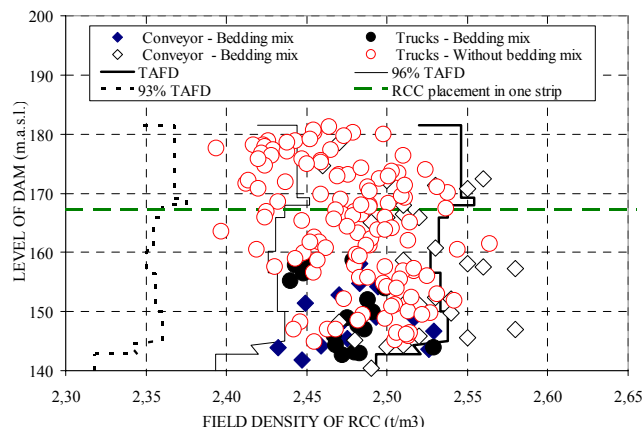 200
Conveyor - Bedding mix
Trucks - Bedding mix
Conveyor - Bedding mix
Trucks - Without bedding mix
TAFD
96% TAFD
93% TAFD
RCC placement in one strip
190
180
170
160
150
140
LEVEL OF DAM (m.a.s.l.)
2,30 2,35 2,40 2,45 2,50 2,55 2,60 2,65
FIELD DENSITY OF RCC (t/m3)